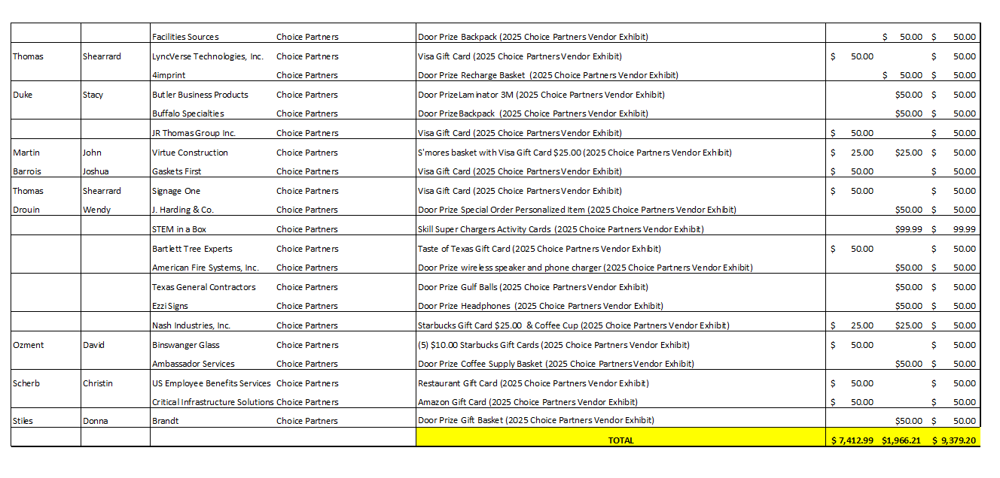 Facilities Sources Choice Partners Door Prize Backpack (2025 Choice Partners Vendor Exhibit) $ 50.00 $ 50.00
Thomas Shearrard LyncVerse Technologies, Inc. Choice Partners Visa Gift Card (2025 Choice Partners Vendor Exhibit) $ 50.00 $ 50.00
4imprint Choice Partners Door Prize Recharge Basket (2025 Choice Partners Vendor Exhibit) $ 50.00 $ 50.00
Duke Stacy Butler Business Products Choice Partners Door Prize Laminator 3M (2025 Choice Partners Vendor Exhibit) $50.00 $ 50.00
Buffalo Specialties Choice Partners Door Prize Backpack (2025 Choice Partners Vendor Exhibit) $50.00 $ 50.00
JR Thomas Group Inc. Choice Partners Visa Gift Card (2025 Choice Partners Vendor Exhibit) $ 50.00 $ 50.00
Martin John Virtue Construction Choice Partners S'mores basket with Visa Gift Card $25.00 (2025 Choice Partners Vendor Exhibit) $ 25.00 $25.00 $ 50.00
Barrois Joshua Gaskets First Choice Partners Visa Gift Card (2025 Choice Partners Vendor Exhibit) $ 50.00 $ 50.00
Thomas Shearrard Signage One Choice Partners Visa Gift Card (2025 Choice Partners Vendor Exhibit) $ 50.00 $ 50.00
Drouin Wendy J. Harding & Co. Choice Partners Door Prize Special Order Personalized Item (2025 Choice Partners Vendor Exhibit) $50.00 $ 50.00
STEM in a Box Choice Partners Skill Super Chargers Activity Cards (2025 Choice Partners Vendor Exhibit) $99.99 $ 99.99
Bartlett Tree Experts Choice Partners Taste of Texas Gift Card (2025 Choice Partners Vendor Exhibit) $ 50.00 $ 50.00
American Fire Systems, Inc. Choice Partners Door Prize wireless speaker and phone charger (2025 Choice Partners Vendor Exhibit) $50.00 $ 50.00
Texas General Contractors Choice Partners Door Prize Gulf Balls (2025 Choice Partners Vendor Exhibit) $50.00 $ 50.00
Ezzi Signs Choice Partners Door Prize Headphones (2025 Choice Partners Vendor Exhibit) $50.00 $ 50.00
Nash Industries, Inc. Choice Partners Starbucks Gift Card $25.00 & Coffee Cup (2025 Choice Partners Vendor Exhibit) $ 25.00 $25.00 $ 50.00
Ozment David Binswanger Glass Choice Partners (5) $10.00 Starbucks Gift Cards (2025 Choice Partners Vendor Exhibit) $ 50.00 $ 50.00
Ambassador Services Choice Partners Door Prize Coffee Supply Basket (2025 Choice Partners Vendor Exhibit) $50.00 $ 50.00
Scherb Christin US Employee Benefits Services Choice Partners Restaurant Gift Card (2025 Choice Partners Vendor Exhibit) $ 50.00 $ 50.00
Critical Infrastructure Solutions Choice Partners Amazon Gift Card (2025 Choice Partners Vendor Exhibit) $ 50.00 $ 50.00
Stiles Donna Brandt Choice Partners Door Prize Gift Basket (2025 Choice Partners Vendor Exhibit) $50.00 $ 50.00
TOTAL $ 7,412.99 $1,966.21 $ 9,379.20